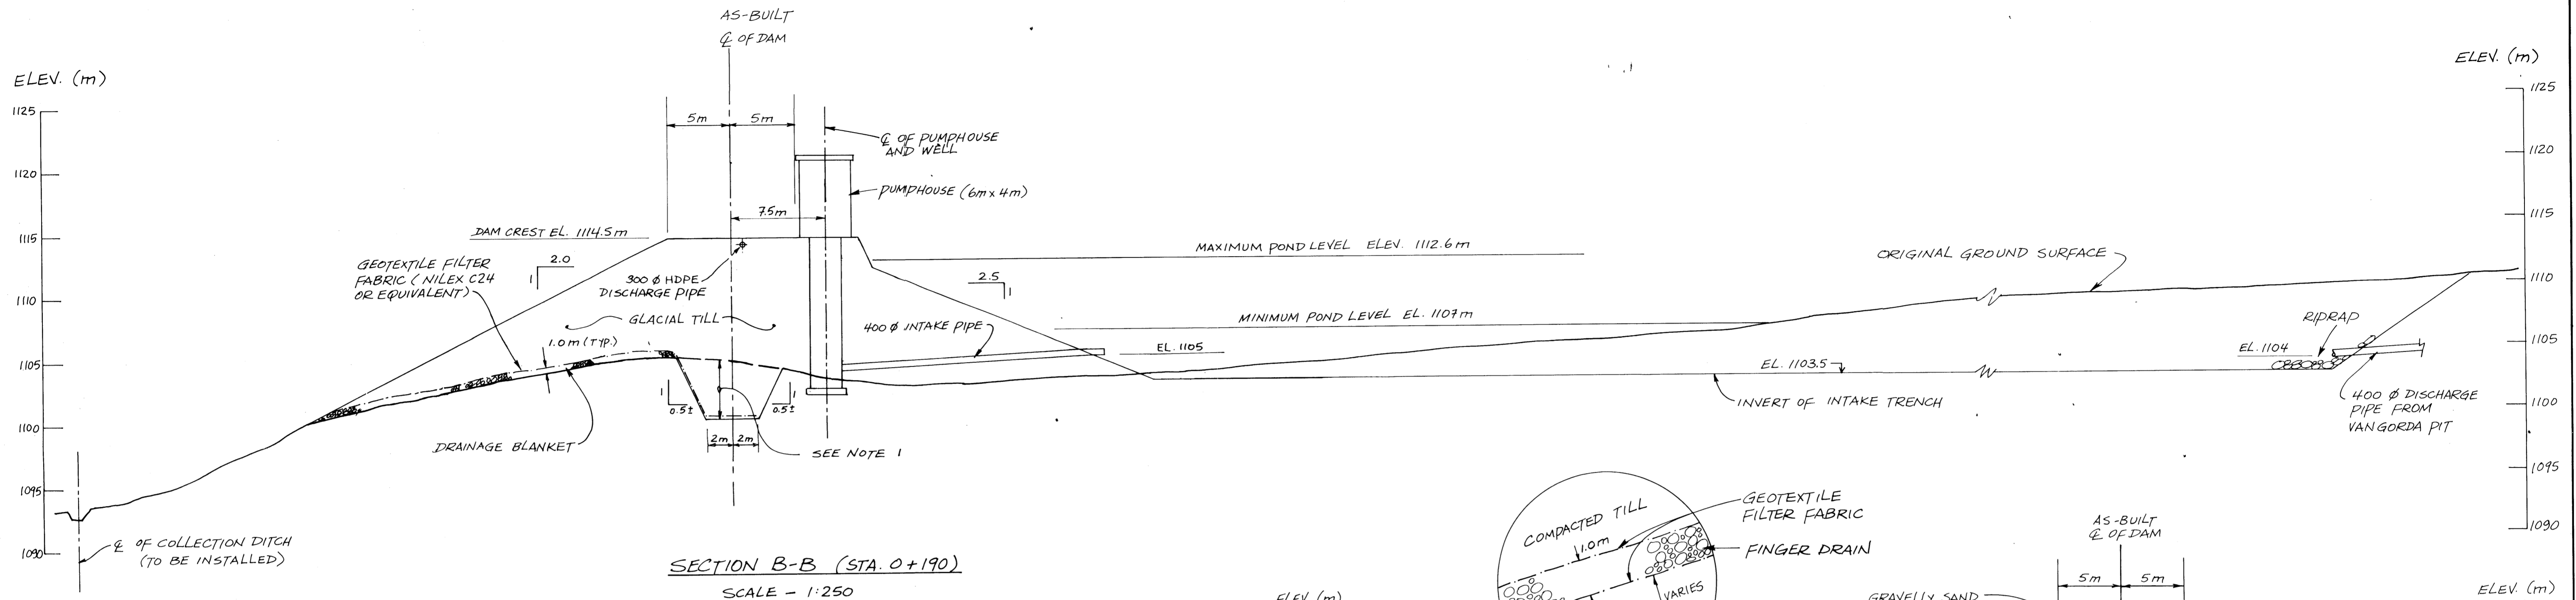 AS-BUILT
℄ OF DAM
ELEV. (m)
ELEV. (m)
1125
1120
1115
1110
1105
1100
1095
1090
1125
1120
1115
1110
1105
1100
1095
1090
5m
5m
℄ OF PUMPHOUSE
AND WELL
PUMPHOUSE (6m x 4m)
7.5m
DAM CREST EL. 1114.5m
MAXIMUM POND LEVEL ELEV. 1112.6m
ORIGINAL GROUND SURFACE
GEOTEXTILE FILTER
FABRIC (NILEX C24
OR EQUIVALENT)
1
2.0
300 Ø HDPE
DISCHARGE PIPE
2.5
1
GLACIAL TILL
400 Ø INTAKE PIPE
MINIMUM POND LEVEL EL. 1107m
RIPRAP
1.0m (TYP.)
EL. 1105
EL. 1104
EL. 1103.5
1
0.5±
1
0.5±
INVERT OF INTAKE TRENCH
400 Ø DISCHARGE
PIPE FROM
VANGORDA PIT
2m
2m
DRAINAGE BLANKET
SEE NOTE 1
℄ OF COLLECTION DITCH
(TO BE INSTALLED)
SECTION B-B (STA. 0+190)
SCALE - 1:250
COMPACTED TILL
1.0m
GEOTEXTILE
FILTER FABRIC
FINGER DRAIN
VARIES
AS-BUILT
℄ OF DAM
5m
5m
ELEV. (m)
GRAVELLY SAND
ELEV. (m)